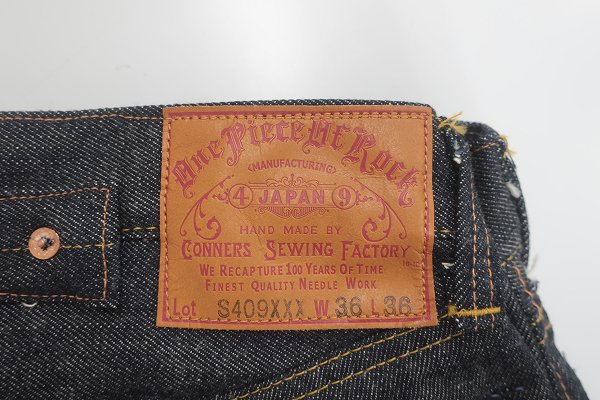 One Piece Of Rock
<MANUFACTURING>
4 JAPAN 9
HAND MADE BY
CONNERS SEWING FACTORY
WE RECAPTURE 100 YEARS OF TIME
FINEST QUALITY NEEDLE WORK
Lot S409XXX W 36 L 36